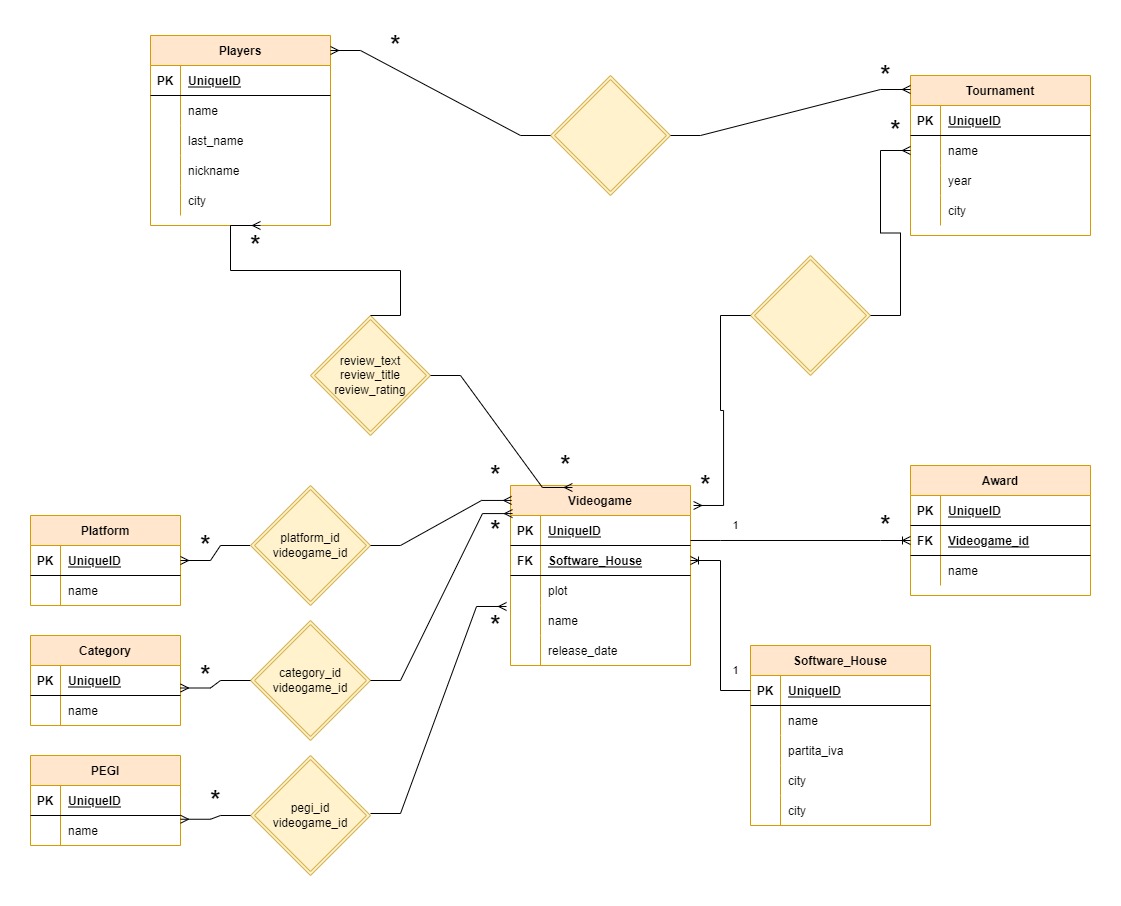 Players
PK UniqueID
name
last_name
nickname
city
*
*
*
*
Tournament
PK UniqueID
name
year
city
review_text
review_title
review_rating
*
*
*
*
Platform
PK UniqueID
name
*
platform_id
videogame_id
Category
PK UniqueID
name
*
category_id
videogame_id
PEGI
PK UniqueID
name
*
pegi_id
videogame_id
*
Videogame
PK UniqueID
FK Software_House
plot
name
release_date
1
*
Award
PK UniqueID
FK Videogame_id
name
1
Software_House
PK UniqueID
name
partita_iva
city
city